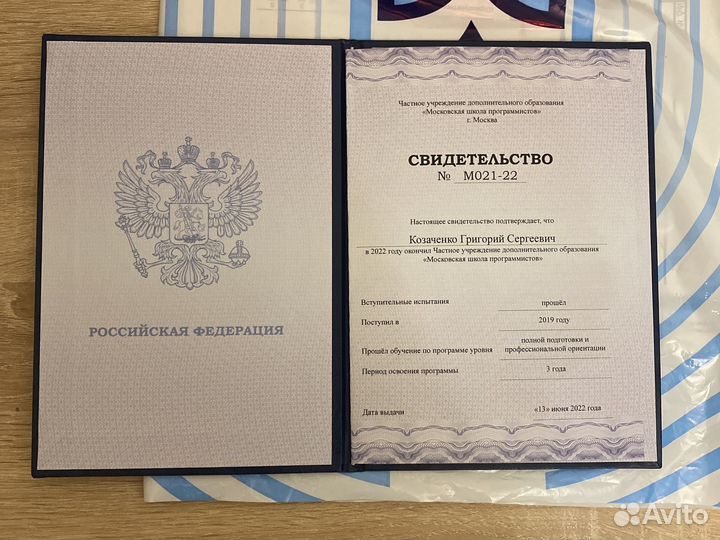 РОССИЙСКАЯ ФЕДЕРАЦИЯ
Частное учреждение дополнительного образования
«Московская школа программистов»
г. Москва
СВИДЕТЕЛЬСТВО
№ М021-22
Настоящее свидетельство подтверждает, что
Козаченко Григорий Сергеевич
в 2022 году окончил Частное учреждение дополнительного образования
«Московская школа программистов»
Вступительные испытания прошёл
Поступил в 2019 году
Прошёл обучение по программе уровня полной подготовки и
профессиональной ориентации
Период освоения программы 3 года
Дата выдачи «13» июня 2022 года
Avito